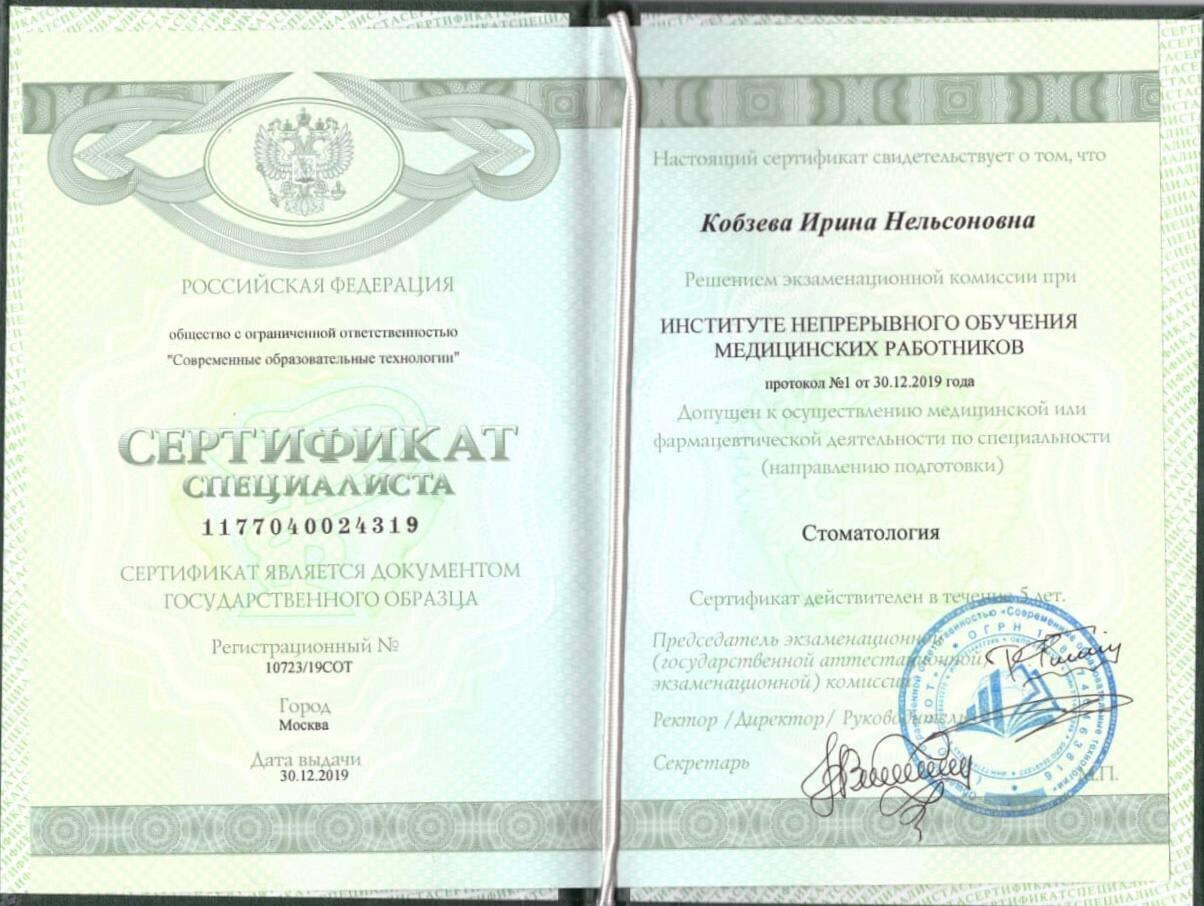 РОССИЙСКАЯ ФЕДЕРАЦИЯ
общество с ограниченной ответственностью
"Современные образовательные технологии"
СЕРТИФИКАТ
СПЕЦИАЛИСТА
1177040024319
СЕРТИФИКАТ ЯВЛЯЕТСЯ ДОКУМЕНТОМ
ГОСУДАРСТВЕННОГО ОБРАЗЦА
Регистрационный №
10723/19СОТ
Город
Москва
Дата выдачи
30.12.2019
Настоящий сертификат свидетельствует о том, что
Кобзева Ирина Нельсоновна
Решением экзаменационной комиссии при
ИНСТИТУТЕ НЕПРЕРЫВНОГО ОБУЧЕНИЯ
МЕДИЦИНСКИХ РАБОТНИКОВ
протокол №1 от 30.12.2019 года
Допущен к осуществлению медицинской или
фармацевтической деятельности по специальности
(направлению подготовки)
Стоматология
Сертификат действителен в течение 5 лет.
Председатель экзаменационной
(государственной аттестационной,
экзаменационной) комиссии
Ректор /Директор/ Руководитель
Секретарь
М.П.